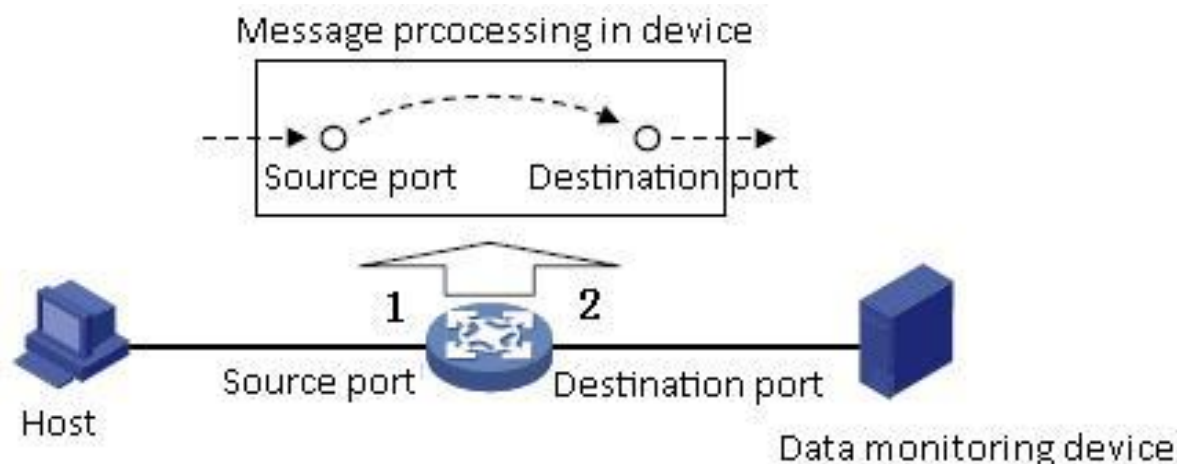 Message prcocessing in device
Source port
Destination port
1
2
Source port
Destination port
Host
Data monitoring device